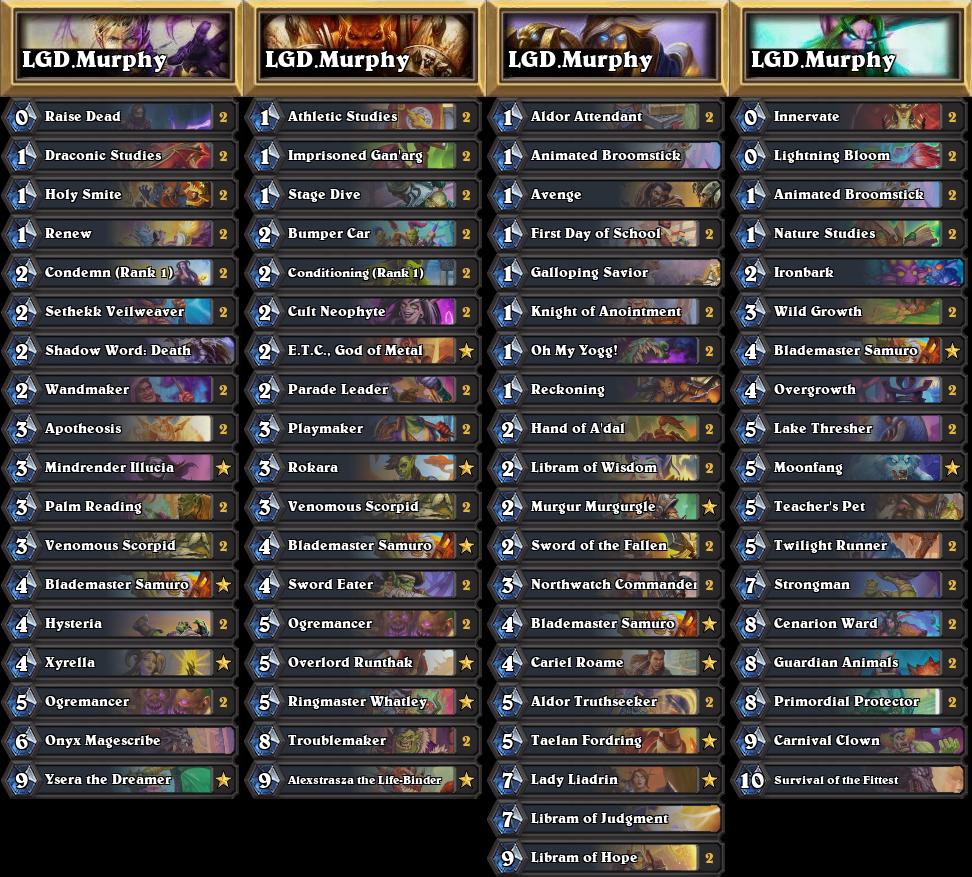 LGD.Murphy
0 Raise Dead 2
1 Draconic Studies 2
1 Holy Smite 2
1 Renew 2
2 Condemn (Rank 1) 2
2 Sethekk Veilweaver 2
2 Shadow Word: Death
2 Wandmaker 2
3 Apotheosis 2
3 Mindrender Illucia
3 Palm Reading 2
3 Venomous Scorpid 2
4 Blademaster Samuro
4 Hysteria 2
4 Xyrella
5 Ogremancer 2
6 Onyx Magescribe
9 Ysera the Dreamer
LGD.Murphy
1 Athletic Studies 2
1 Imprisoned Gan'arg 2
1 Stage Dive 2
2 Bumper Car 2
2 Conditioning (Rank 1) 2
2 Cult Neophyte 2
2 E.T.C., God of Metal
2 Parade Leader 2
3 Playmaker 2
3 Rokara
3 Venomous Scorpid 2
4 Blademaster Samuro
4 Sword Eater 2
5 Ogremancer 2
5 Overlord Runthak
5 Ringmaster Whatley
8 Troublemaker 2
9 Alexstrasza the Life-Binder
LGD.Murphy
1 Aldor Attendant 2
1 Animated Broomstick
1 Avenge
1 First Day of School 2
1 Galloping Savior
1 Knight of Anointment 2
1 Oh My Yogg! 2
1 Reckoning
2 Hand of A'dal 2
2 Libram of Wisdom 2
2 Murgur Murgurgle
2 Sword of the Fallen 2
3 Northwatch Commander 2
4 Blademaster Samuro
4 Cariel Roame
5 Aldor Truthseeker 2
5 Taelan Fordring
7 Lady Liadrin
7 Libram of Judgment
9 Libram of Hope 2
LGD.Murphy
0 Innervate 2
0 Lightning Bloom 2
1 Animated Broomstick 2
1 Nature Studies 2
2 Ironbark
3 Wild Growth 2
4 Blademaster Samuro
4 Overgrowth 2
5 Lake Thresher 2
5 Moonfang
5 Teacher's Pet
5 Twilight Runner 2
7 Strongman 2
8 Cenarion Ward 2
8 Guardian Animals 2
8 Primordial Protector 2
9 Carnival Clown 2
10 Survival of the Fittest